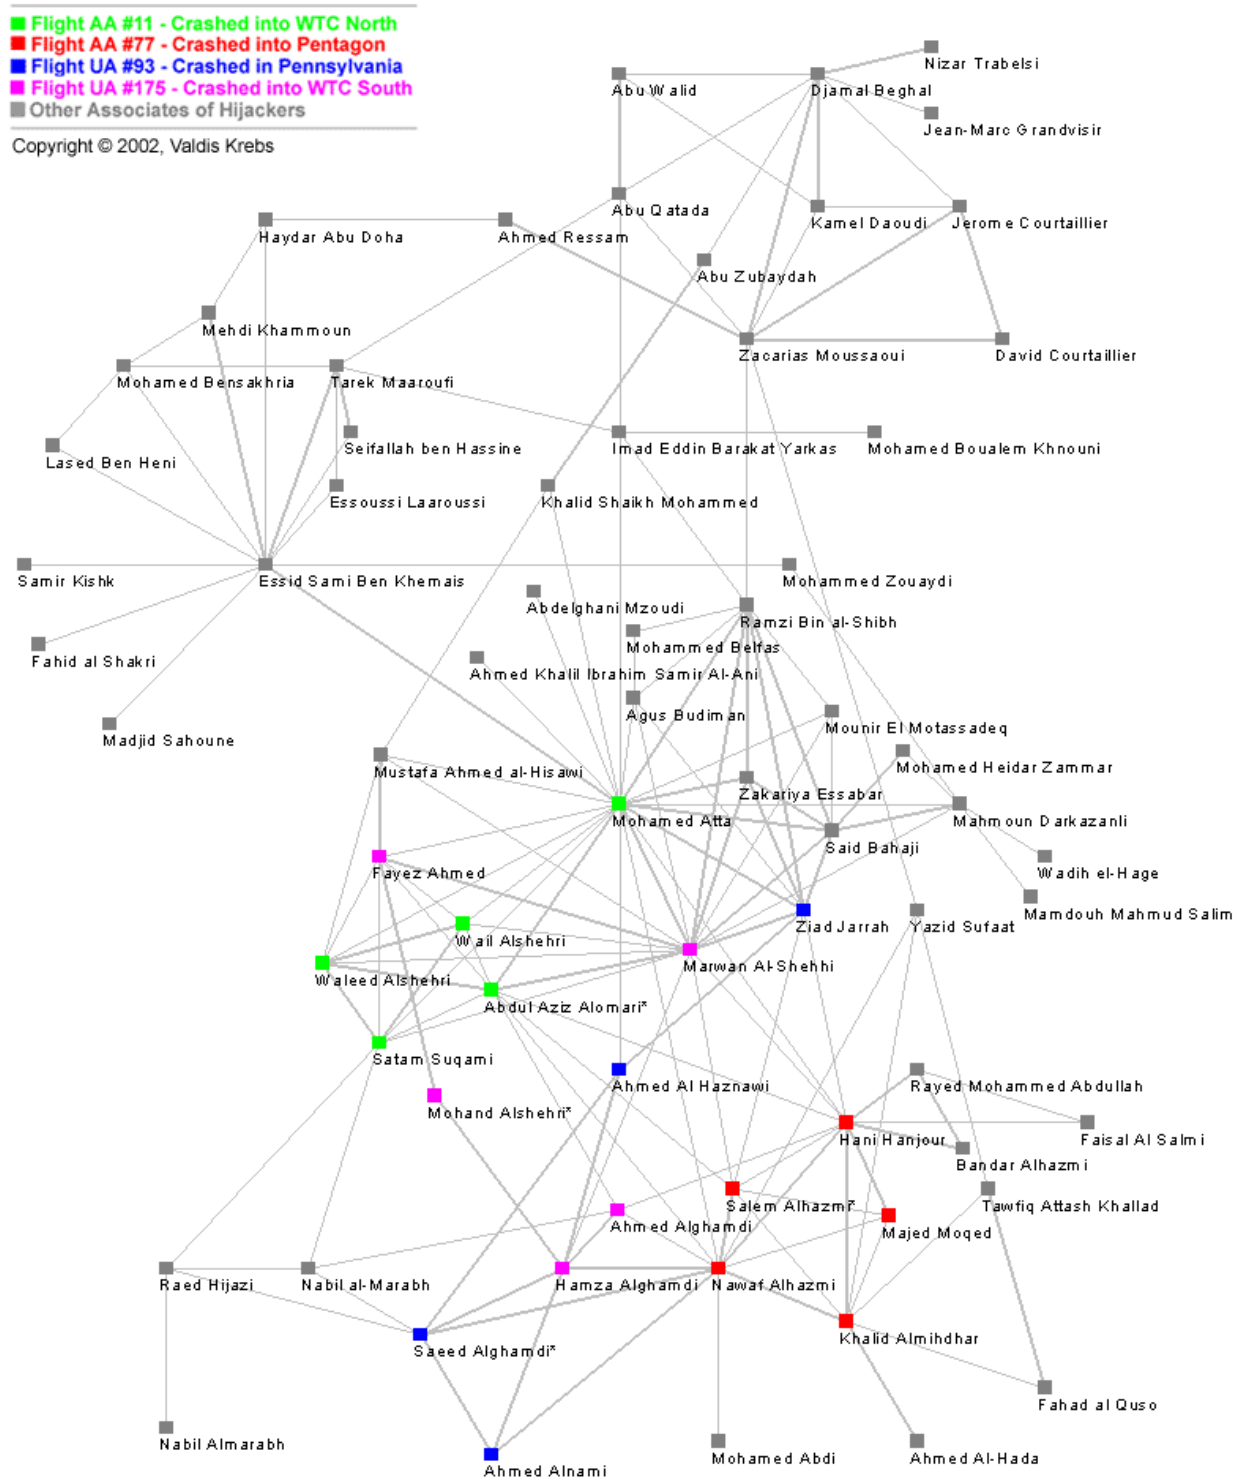 Flight AA #11 - Crashed into WTC North
Flight AA #77 - Crashed into Pentagon
Flight UA #93 - Crashed in Pennsylvania
Flight UA #175 - Crashed into WTC South
Other Associates of Hijackers
Copyright © 2002, Valdis Krebs
Nizar Trabelsi
Abu Walid
Djamal Beghal
Jean-Marc Grandvisir
Abu Qatada
Kamel Daoudi
Jerome Courtaillier
Haydar Abu Doha
Ahmed Ressam
Abu Zubaydah
Mehdi Khammoun
Zacarias Moussaoui
David Courtaillier
Mohamed Bensakhria
Tarek Maaroufi
Lased Ben Heni
Seifallah ben Hassine
Imad Eddin Barakat Yarkas
Mohamed Boualem Khnouni
Essoussi Laaroussi
Khalid Shaikh Mohammed
Samir Kishk
Essid Sami Ben Khemais
Mohammed Zouaydi
Abdelghani Mzoudi
Ramzi Bin al-Shibh
Mohammed Belfas
Fahid al Shakri
Ahmed Khalil Ibrahim Samir Al-Ani
Agus Budiman
Mounir El Motassadeq
Madjid Sahoune
Mustafa Ahmed al-Hisawi
Mohamed Heidar Zammar
Zakariya Essabar
Mohamed Atta
Mahmoun Darkazanli
Said Bahaji
Fayez Ahmed
Wadih el-Hage
Mamdouh Mahmud Salim
Ziad Jarrah
Yazid Sufaat
Wail Alshehri
Marwan Al-Shehhi
Waleed Alshehri
Abdul Aziz Alomari*
Satam Suqami
Ahmed Al Haznawi
Rayed Mohammed Abdullah
Mohand Alshehri*
Hani Hanjour
Faisal Al Salmi
Bandar Alhazmi
Salem Alhazmi*
Tawfiq Attash Khallad
Ahmed Alghamdi
Majed Moqed
Raed Hijazi
Nabil al-Marabh
Hamza Alghamdi
Nawaf Alhazmi
Khalid Almihdhar
Saeed Alghamdi*
Fahad al Quso
Nabil Almarabh
Mohamed Abdi
Ahmed Al-Hada
Ahmed Alnami